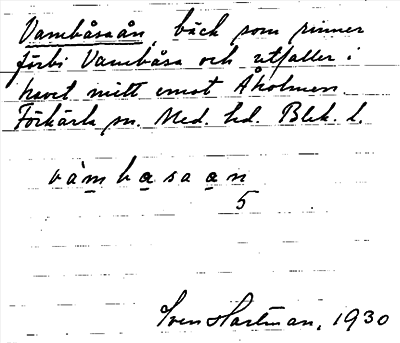 Vambåsaån, bäck som rinner
förbi Vambåsa och utfaller i
havet mitt emot Åholmen.
Förkärla sn. Med. hd. Blek. l.
vàmbasaan
5
Sven Hartman, 1930